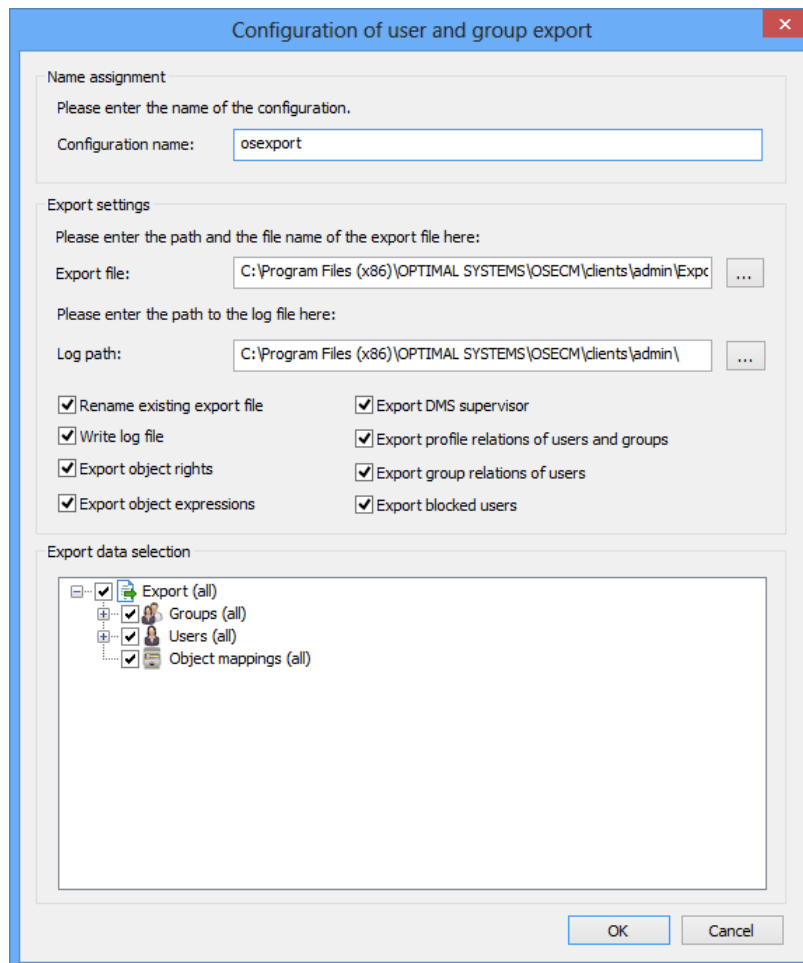 Configuration of user and group export
Name assignment
Please enter the name of the configuration.
Configuration name: osexport
Export settings
Please enter the path and the file name of the export file here:
Export file: C:\Program Files (x86)\OPTIMAL SYSTEMS\OSECM\clients\admin\Expo ...
Please enter the path to the log file here:
Log path: C:\Program Files (x86)\OPTIMAL SYSTEMS\OSECM\clients\admin\ ...
Rename existing export file Export DMS supervisor
Write log file Export profile relations of users and groups
Export object rights Export group relations of users
Export object expressions Export blocked users
Export data selection
Export (all)
Groups (all)
Users (all)
Object mappings (all)
OK Cancel